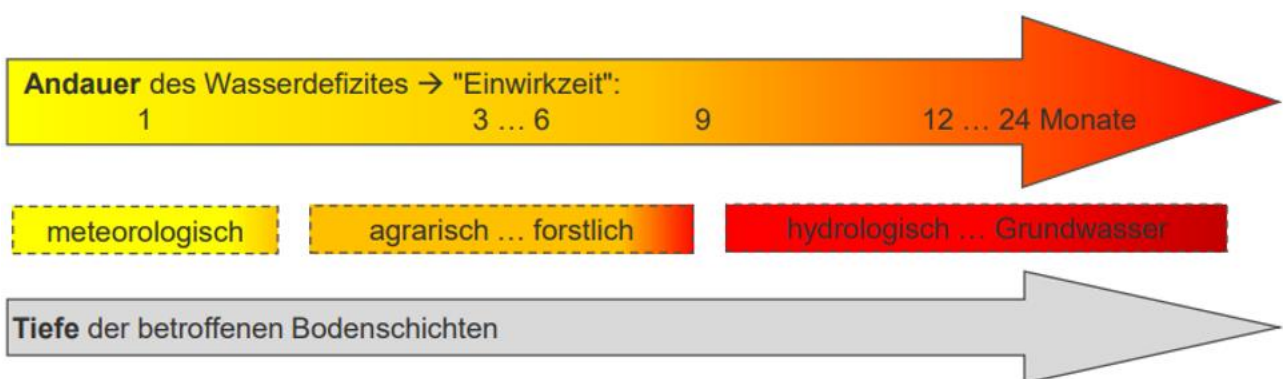 Andauer des Wasserdefizites → "Einwirkzeit":
1 3 … 6 9 12 … 24 Monate
meteorologisch agrarisch … forstlich hydrologisch … Grundwasser
Tiefe der betroffenen Bodenschichten